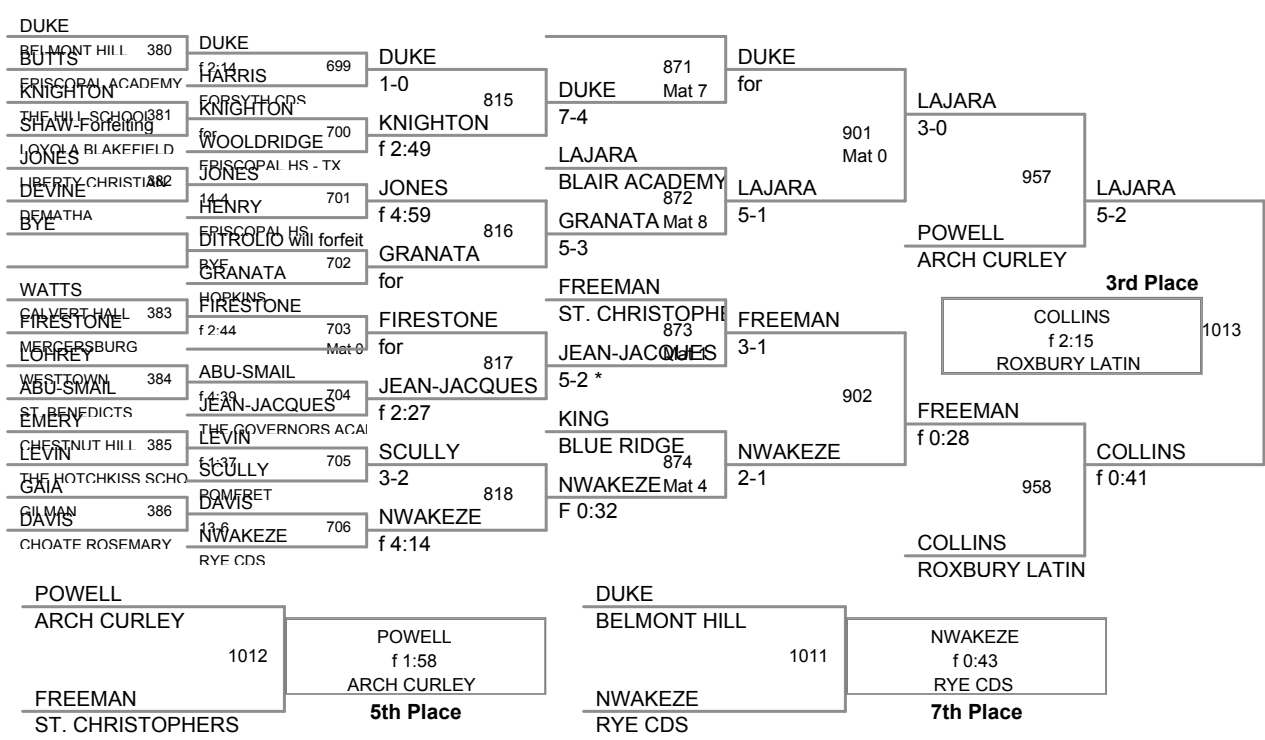 DUKE
BELMONT HILL 380
BUTTS
EPISCOPAL ACADEMY
KNIGHTON
THE HILL SCHOOL 381
SHAW-Forfeiting
LOYOLA BLAKEFIELD
JONES
LIBERTY CHRISTIAN 382
DEVINE
DEMATHA
BYE
WATTS
CALVERT HALL 383
FIRESTONE
MERCERSBURG
LOHREY
WESTTOWN 384
ABU-SMAIL
ST. BENEDICTS
EMERY
CHESTNUT HILL 385
LEVIN
THE HOTCHKISS SCHO
GAIA
GILMAN 386
DAVIS
CHOATE ROSEMARY
DUKE
f 2:14 699
HARRIS
FORSYTH CDS
KNIGHTON
for 700
WOOLDRIDGE
EPISCOPAL HS - TX
JONES
14-4 701
HENRY
EPISCOPAL HS
DITROLIO will forfeit
BYE 702
GRANATA
HOPKINS
FIRESTONE
f 2:44 703
Mat 0
ABU-SMAIL
f 4:39 704
JEAN-JACQUES
THE GOVERNORS ACA
LEVIN
f 1:37 705
SCULLY
POMFRET
DAVIS
13-6 706
NWAKEZE
RYE CDS
DUKE
1-0
815
KNIGHTON
f 2:49
JONES
f 4:59
816
GRANATA
for
FIRESTONE
for
817
JEAN-JACQUES
f 2:27
SCULLY
3-2
818
NWAKEZE
f 4:14
871
DUKE Mat 7
7-4
LAJARA
BLAIR ACADEMY
872
GRANATA Mat 8
5-3
FREEMAN
ST. CHRISTOPHE
873
JEAN-JACQUES Mat 1
5-2 *
KING
BLUE RIDGE
874
NWAKEZE Mat 4
F 0:32
DUKE
for
901
Mat 0
LAJARA
5-1
FREEMAN
3-1
902
NWAKEZE
2-1
LAJARA
3-0
957
POWELL
ARCH CURLEY
FREEMAN
f 0:28
958
COLLINS
ROXBURY LATIN
LAJARA
5-2
3rd Place
COLLINS
f 2:15 1013
ROXBURY LATIN
COLLINS
f 0:41
POWELL
ARCH CURLEY
1012
FREEMAN
ST. CHRISTOPHERS
POWELL
f 1:58
ARCH CURLEY
5th Place
DUKE
BELMONT HILL
1011
NWAKEZE
RYE CDS
NWAKEZE
f 0:43
RYE CDS
7th Place